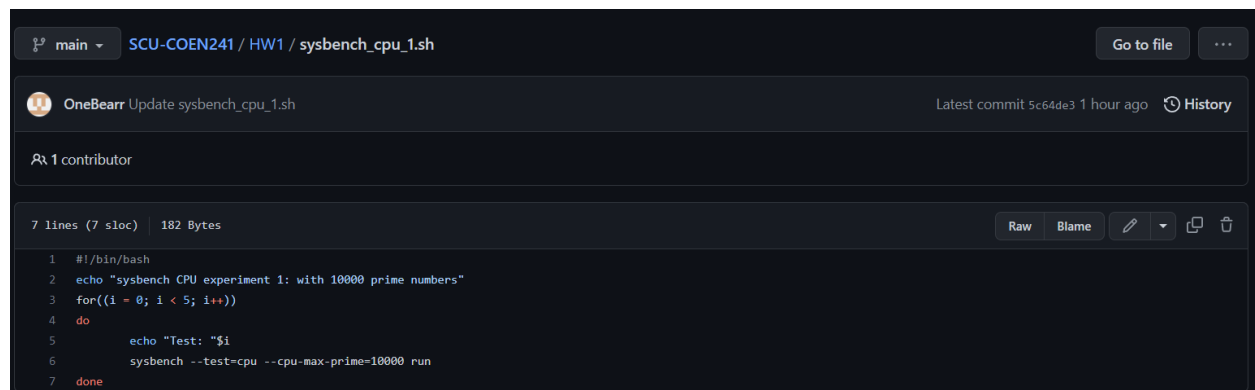 main SCU-COEN241 / HW1 / sysbench_cpu_1.sh Go to file ...
OneBearr Update sysbench_cpu_1.sh Latest commit 5c64de3 1 hour ago History
1 contributor
7 lines (7 sloc) 182 Bytes Raw Blame
1 #!/bin/bash
2 echo "sysbench CPU experiment 1: with 10000 prime numbers"
3 for((i = 0; i < 5; i++))
4 do
5 echo "Test: "$i
6 sysbench --test=cpu --cpu-max-prime=10000 run
7 done